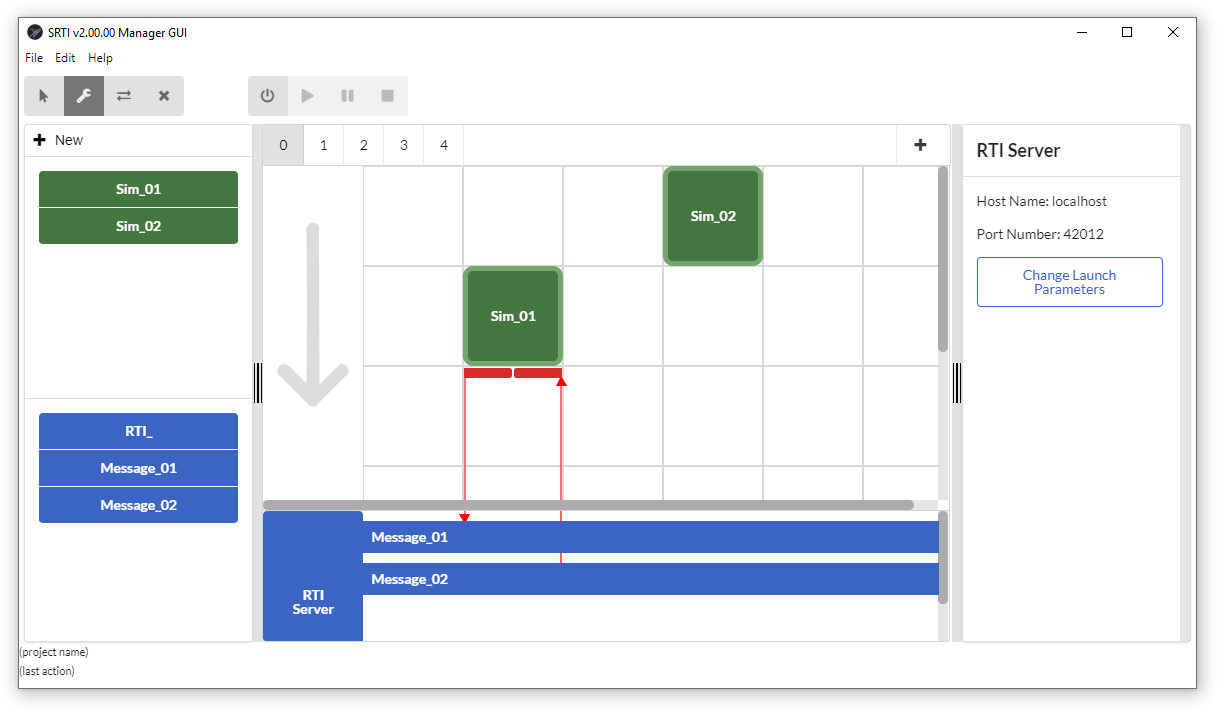 SRTI v2.00.00 Manager GUI
File Edit Help
New
Sim_01
Sim_02
RTI_
Message_01
Message_02
0 1 2 3 4
Sim_02
Sim_01
RTI
Server
Message_01
Message_02
RTI Server
Host Name: localhost
Port Number: 42012
Change Launch
Parameters
(project name)
(last action)